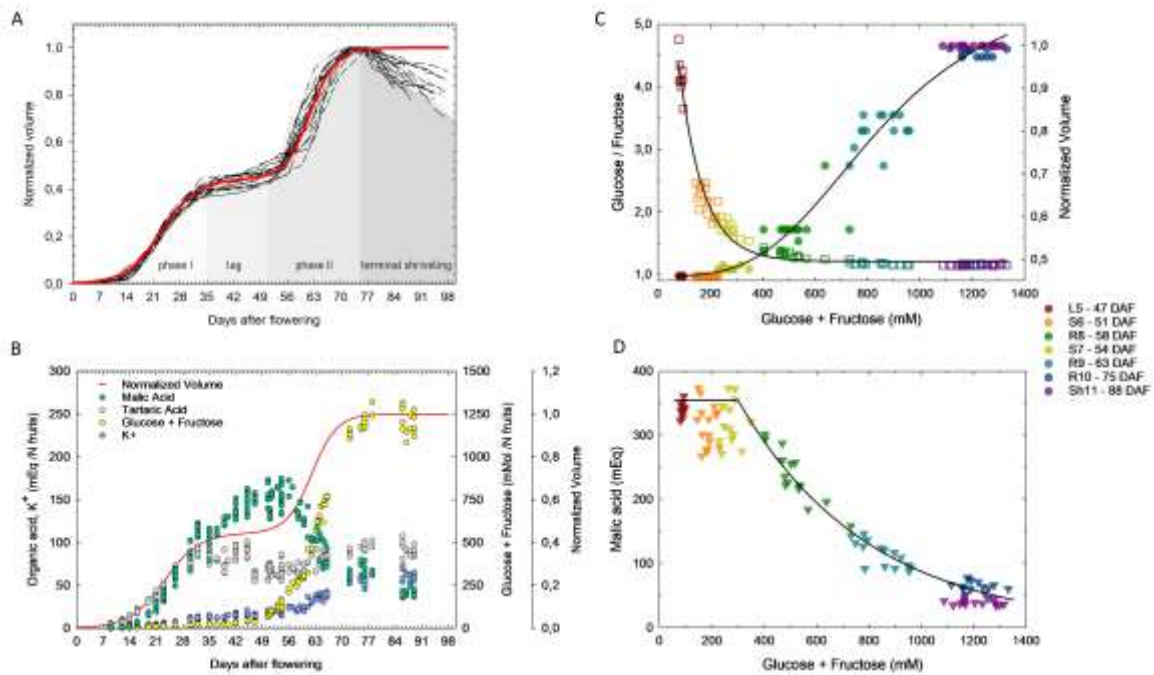 A
1,0
0,8
0,6
0,4
0,2
0,0
Normalized volume
phase I
lag
phase II
terminal shriveling
0 7 14 21 28 35 42 49 56 63 70 77 84 91 98
Days after flowering
B
300
250
200
150
100
50
0
Organic acid, K+ (mEq /N fruits)
Normalized Volume
Malic Acid
Tartaric Acid
Glucose + Fructose
K+
1500
1250
1000
750
500
250
0
Glucose + Fructose (mMol /N fruits)
1,2
1,0
0,8
0,6
0,4
0,2
0,0
Normalized Volume
0 7 14 21 28 35 42 49 56 63 70 77 84 91 98
Days after flowering
C
5,0
4,0
3,0
2,0
1,0
Glucose / Fructose
1,0
0,9
0,8
0,7
0,6
0,5
Normalized Volume
0 200 400 600 800 1000 1200 1400
Glucose + Fructose (mM)
L5 - 47 DAF
S6 - 51 DAF
R8 - 58 DAF
S7 - 54 DAF
R9 - 63 DAF
R10 - 75 DAF
Sh11 - 88 DAF
D
400
300
200
100
0
Malic acid (mEq)
0 200 400 600 800 1000 1200 1400
Glucose + Fructose (mM)